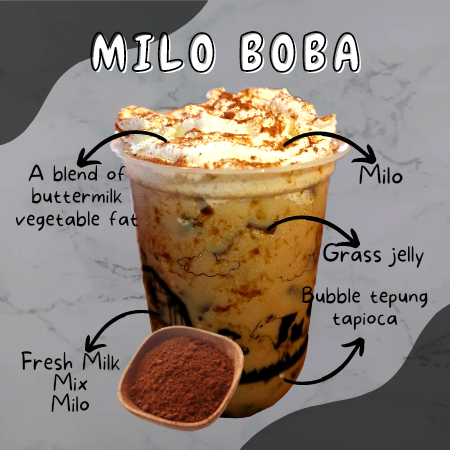 MILO BOBA
A blend of
buttermilk
vegetable fat
Milo
Grass jelly
Bubble tepung
tapioca
Fresh Milk
Mix
Milo